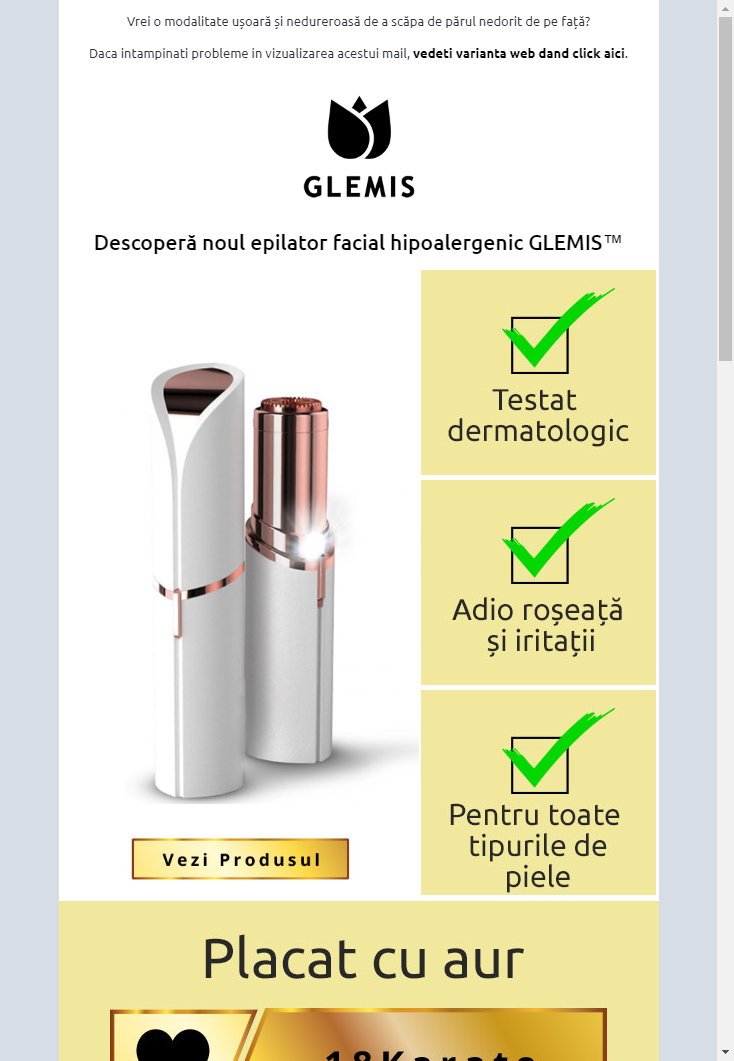 Vrei o modalitate ușoară și nedureroasă de a scăpa de părul nedorit de pe față?
Daca intampinati probleme in vizualizarea acestui mail, vedeti varianta web dand click aici.
GLEMIS
Descoperă noul epilator facial hipoalergenic GLEMIS™
Testat
dermatologic
Adio roșeață
și iritații
Pentru toate
tipurile de
piele
Vezi Produsul
Placat cu aur
18Karate